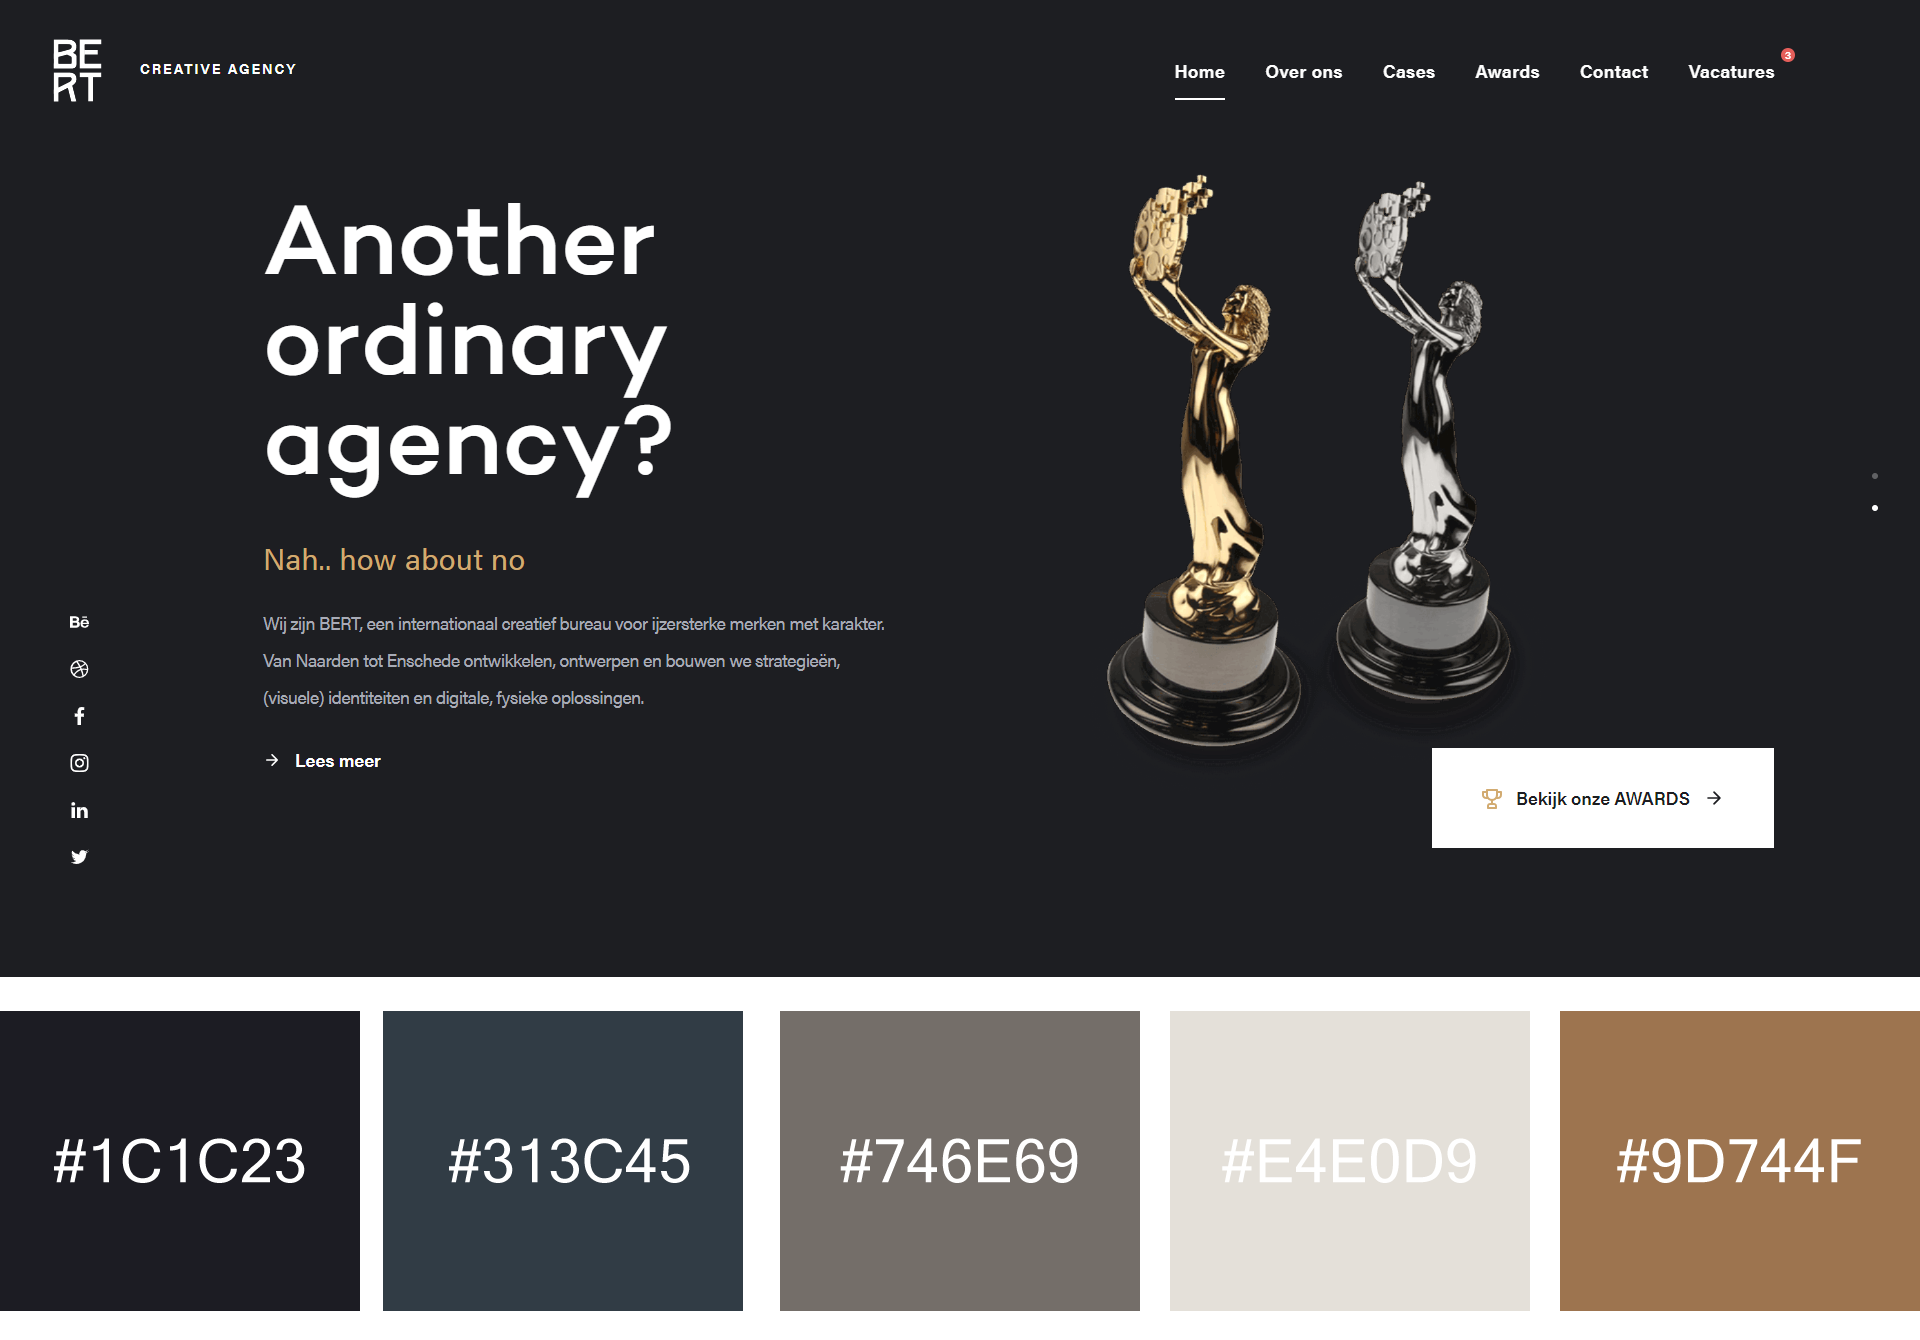 BE
RT
CREATIVE AGENCY
Home Over ons Cases Awards Contact Vacatures 3
Another
ordinary
agency?
Nah.. how about no
Wij zijn BERT, een internationaal creatief bureau voor ijzersterke merken met karakter.
Van Naarden tot Enschede ontwikkelen, ontwerpen en bouwen we strategieën,
(visuele) identiteiten en digitale, fysieke oplossingen.
Lees meer
Bē
f
in
Bekijk onze AWARDS
#1C1C23 #313C45 #746E69 #E4E0D9 #9D744F